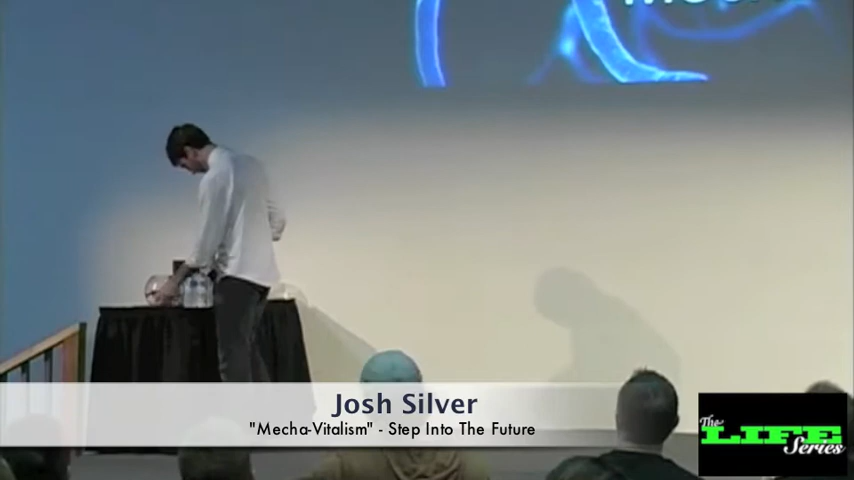 Josh Silver
"Mecha-Vitalism" - Step Into The Future
The
LIFE
Series